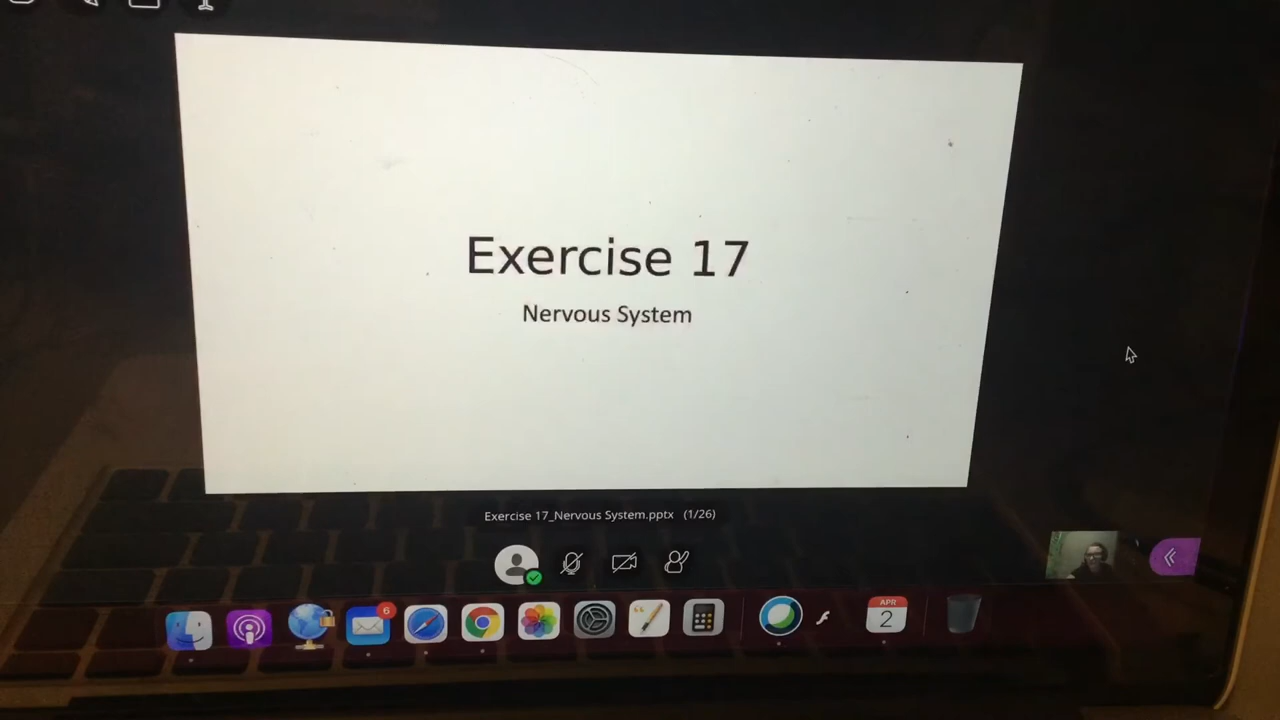 Exercise 17
Nervous System
Exercise 17_Nervous System.pptx (1/26)
6
APR
2